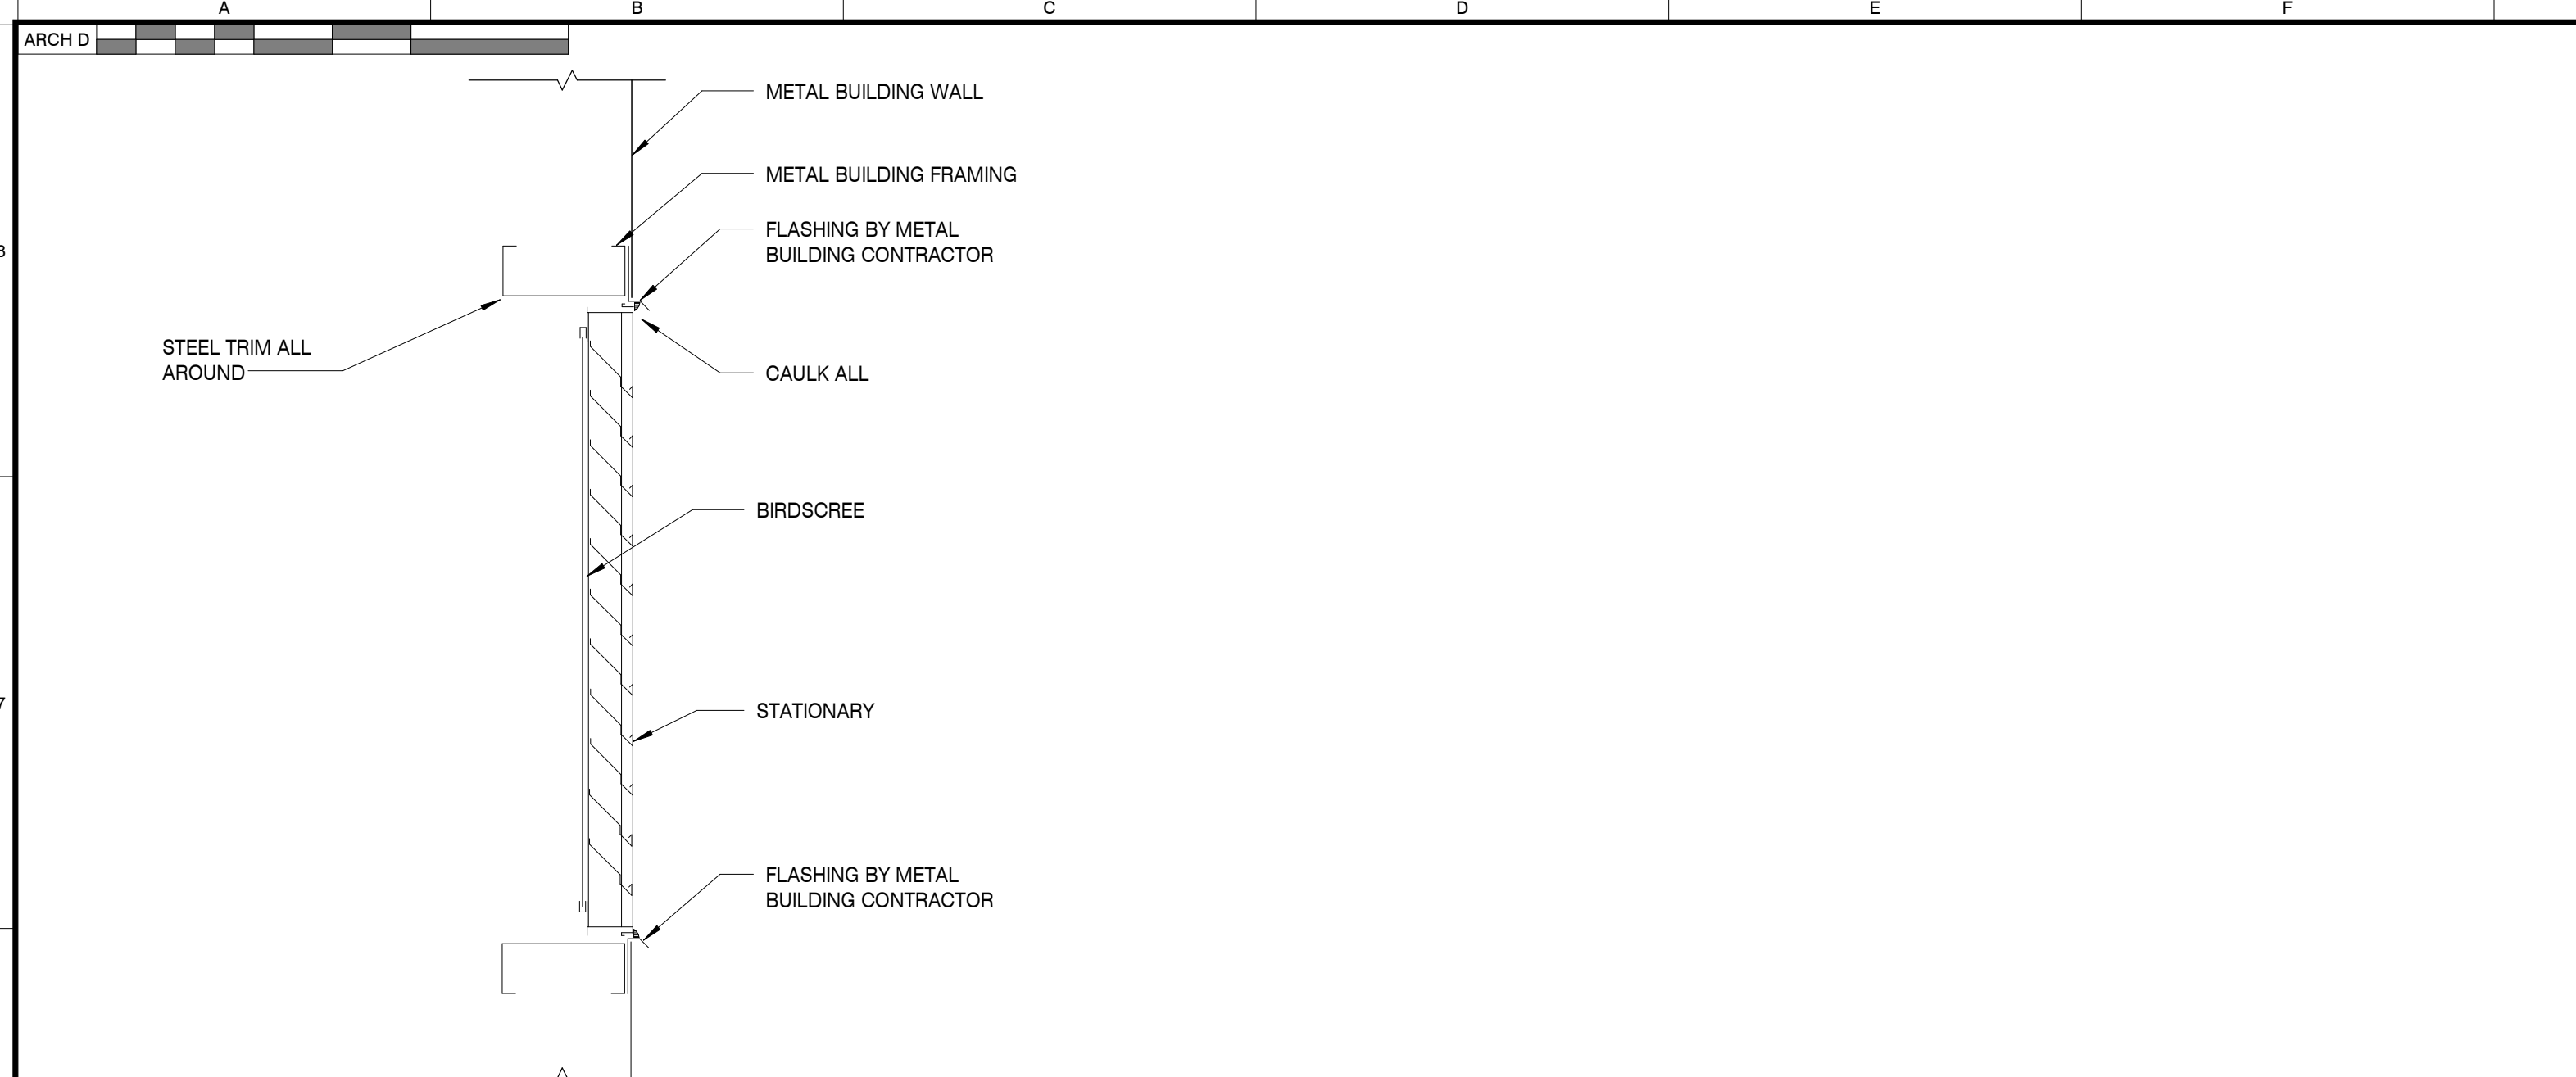 A B C D E F
ARCH D
METAL BUILDING WALL
METAL BUILDING FRAMING
FLASHING BY METAL
BUILDING CONTRACTOR
STEEL TRIM ALL
AROUND
CAULK ALL
BIRDSCREE
STATIONARY
7
FLASHING BY METAL
BUILDING CONTRACTOR